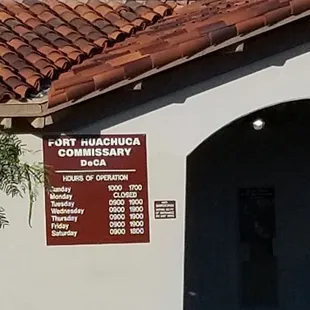 FORT HUACHUCA
COMMISSARY
DeCA
HOURS OF OPERATION
Sunday 1000 1700
Monday CLOSED
Tuesday 0900 1900
Wednesday 0900 1900
Thursday 0900 1900
Friday 0900 1900
Saturday 0900 1800